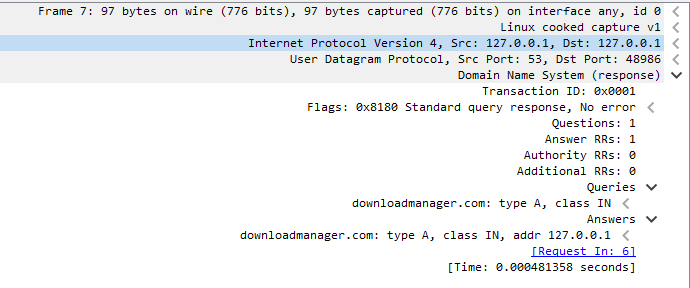 Frame 7: 97 bytes on wire (776 bits), 97 bytes captured (776 bits) on interface any, id 0
Linux cooked capture v1
Internet Protocol Version 4, Src: 127.0.0.1, Dst: 127.0.0.1
User Datagram Protocol, Src Port: 53, Dst Port: 48986
Domain Name System (response)
Transaction ID: 0x0001
Flags: 0x8180 Standard query response, No error
Questions: 1
Answer RRs: 1
Authority RRs: 0
Additional RRs: 0
Queries
downloadmanager.com: type A, class IN
Answers
downloadmanager.com: type A, class IN, addr 127.0.0.1
[Request In: 6]
[Time: 0.000481358 seconds]